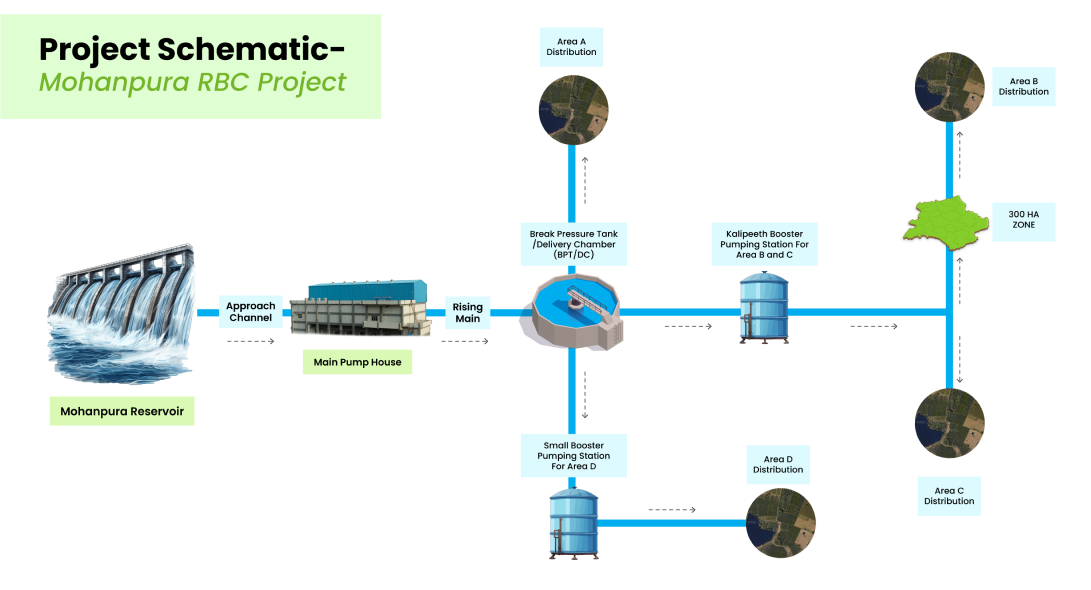 Project Schematic-
Mohanpura RBC Project
Area A
Distribution
Area B
Distribution
300 HA
ZONE
Break Pressure Tank
/Delivery Chamber
(BPT/DC)
Kalipeeth Booster
Pumping Station For
Area B and C
Approach
Channel
Rising
Main
Main Pump House
Mohanpura Reservoir
Small Booster
Pumping Station
For Area D
Area D
Distribution
Area C
Distribution